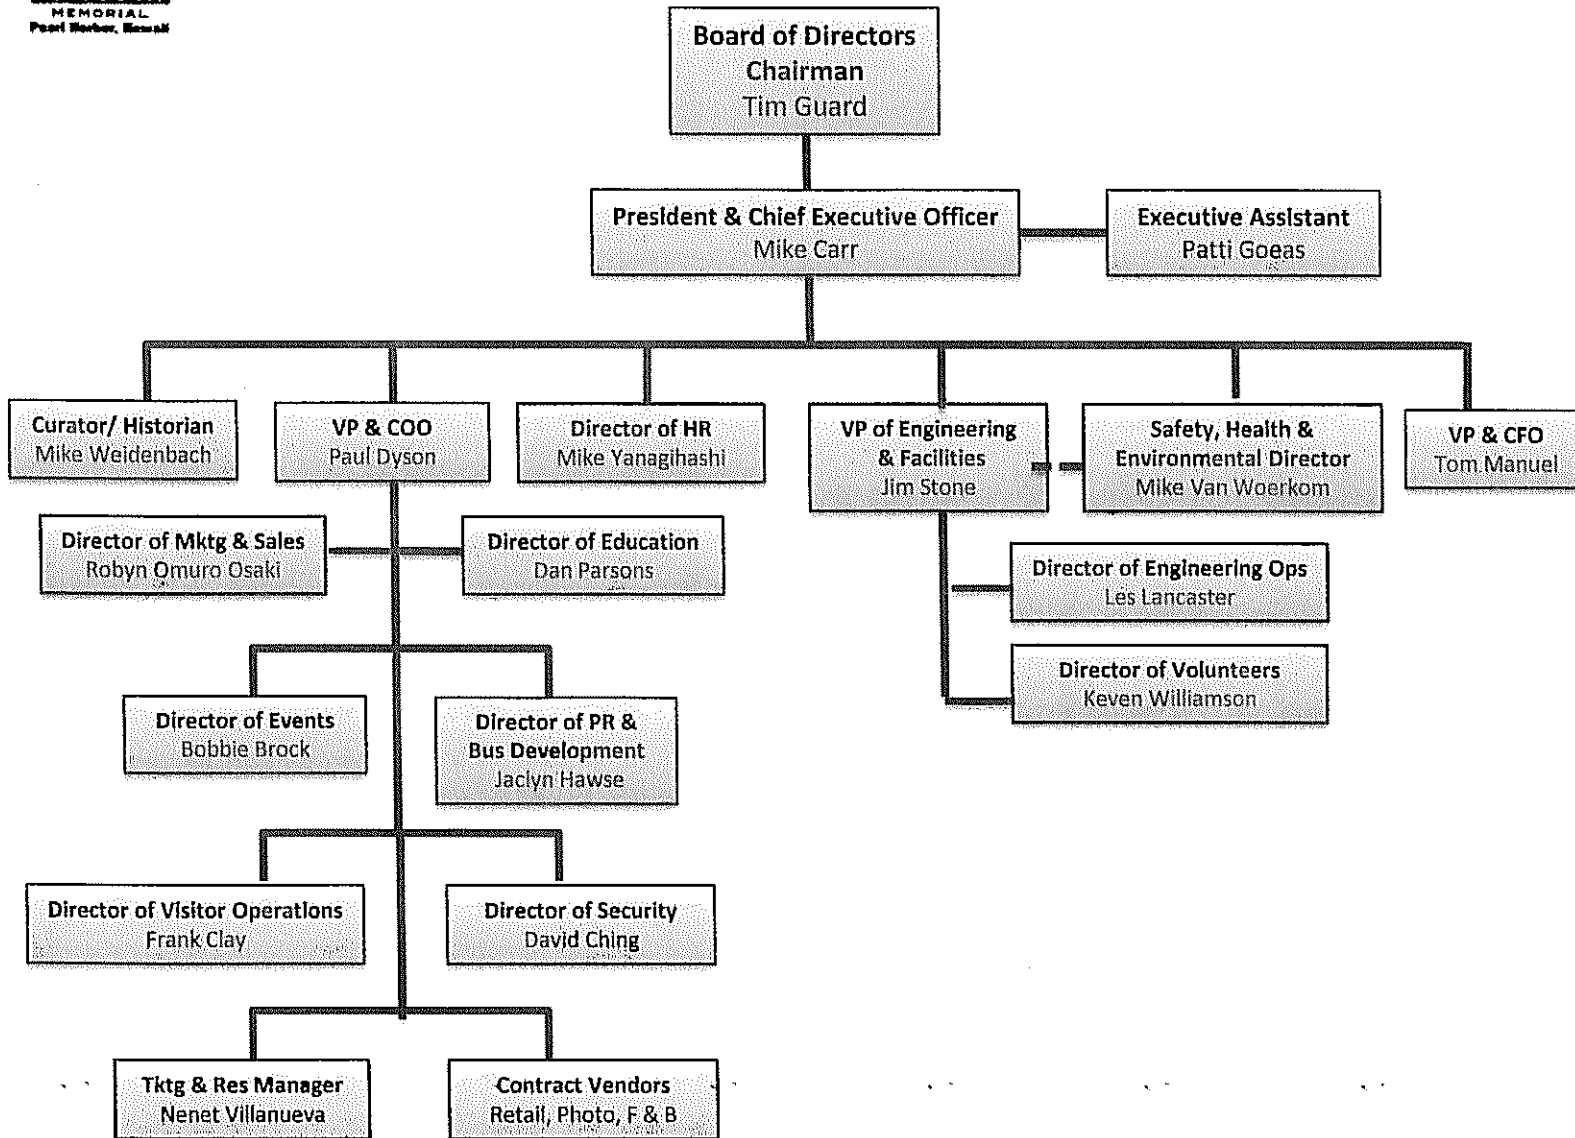 MEMORIAL
Pearl Harbor, Hawaii
Board of Directors
Chairman
Tim Guard
President & Chief Executive Officer
Mike Carr
Executive Assistant
Patti Goeas
Curator/ Historian
Mike Weidenbach
VP & COO
Paul Dyson
Director of HR
Mike Yanagihashi
VP of Engineering
& Facilities
Jim Stone
Safety, Health &
Environmental Director
Mike Van Woerkom
VP & CFO
Tom Manuel
Director of Mktg & Sales
Robyn Omuro Osaki
Director of Education
Dan Parsons
Director of Engineering Ops
Les Lancaster
Director of Volunteers
Keven Williamson
Director of Events
Bobbie Brock
Director of PR &
Bus Development
Jaclyn Hawse
Director of Visitor Operations
Frank Clay
Director of Security
David Ching
Tktg & Res Manager
Nenet Villanueva
Contract Vendors
Retail, Photo, F & B